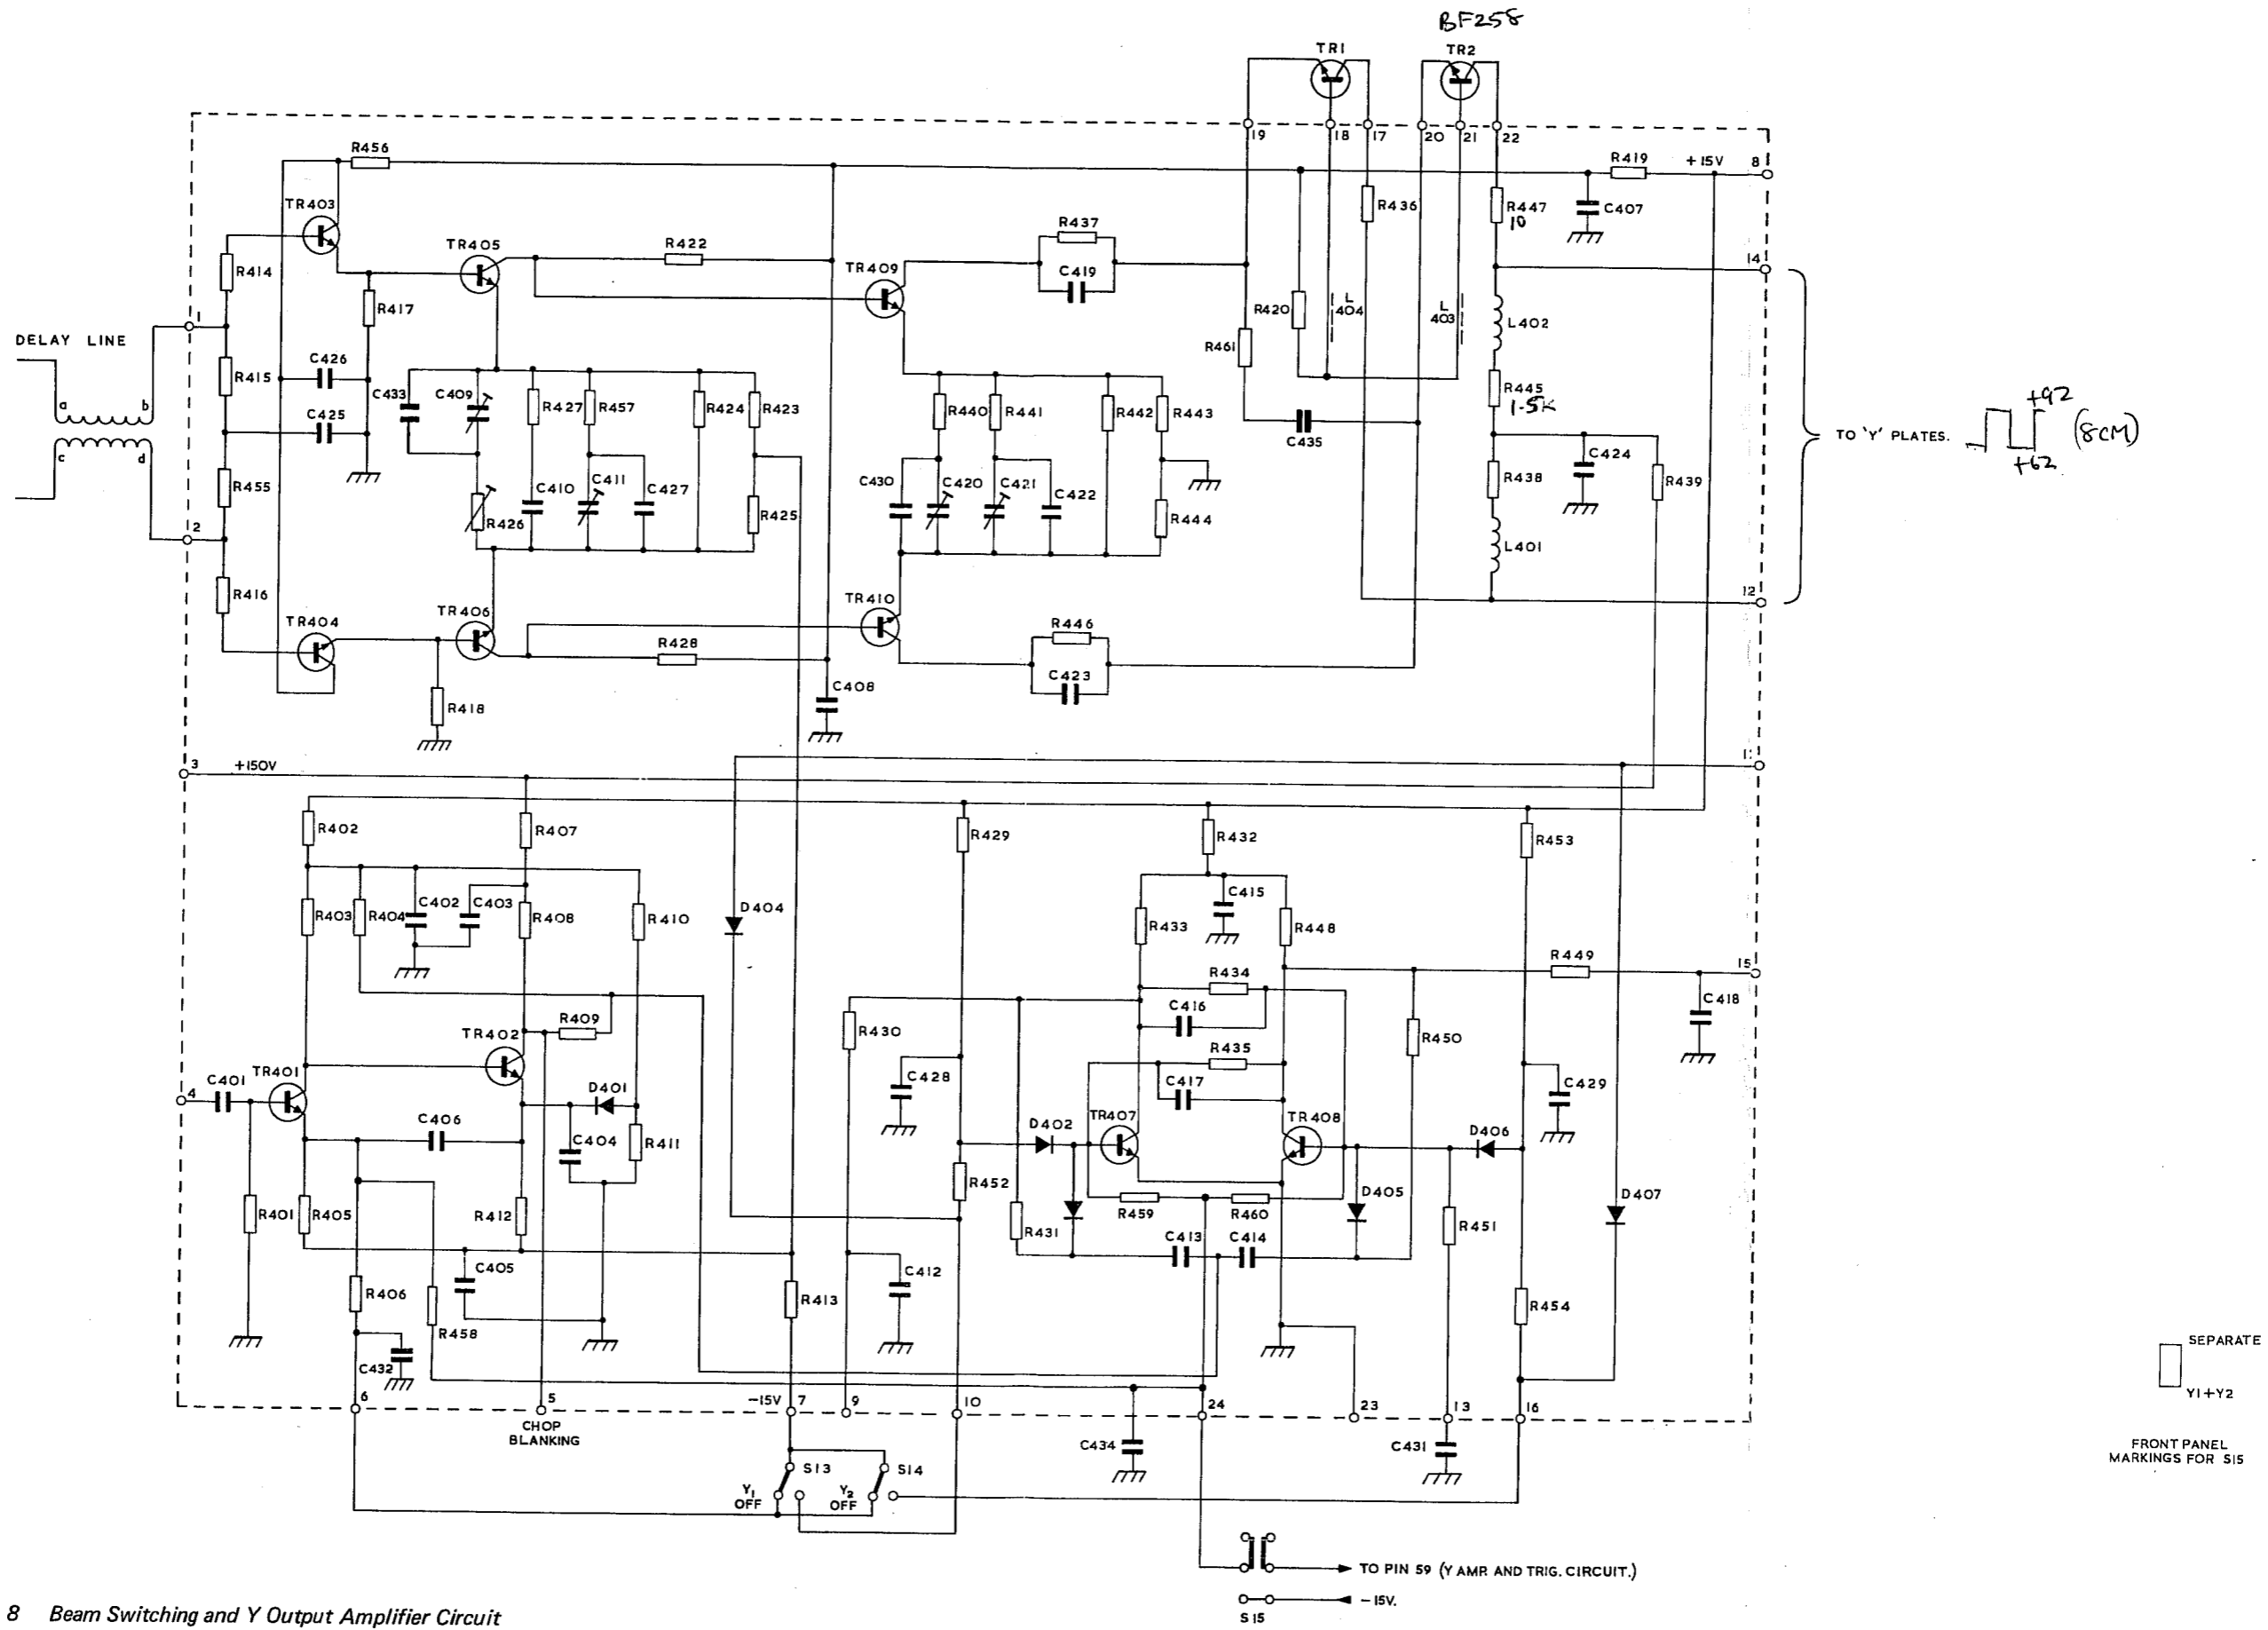 BF258
TR1
TR2
19
18
17
20
21
22
R456
R419
+15V
8
TR403
R436
R447
10
C407
R437
TR405
R422
14
R414
TR409
C419
R417
1
R420
L
404
L
403
L402
DELAY LINE
R461
C426
R415
C433
C409
R427
R457
R424
R423
R440
R441
R442
R443
R445
1.5K
+92
a
b
C425
C435
TO 'Y' PLATES.
(8CM)
+62
c
d
C424
R455
C410
C411
C427
C430
C420
C421
C422
R438
R439
R426
R425
R444
2
L401
R416
TR404
TR406
TR410
12
R446
R428
C423
C408
R418
3
+150V
11
R402
R407
R429
R432
R453
C415
R403
R404
C402
C403
R408
R410
D404
R433
R448
R449
15
R434
C416
C418
R409
R430
TR402
R435
R450
C401
TR401
D401
C428
C417
C429
4
C406
D402
TR407
TR408
D406
C404
R411
R452
D405
D407
R401
R405
R412
R459
R460
R451
R431
C413
C414
C405
C412
R406
R413
R454
R458
C432
SEPARATE
Y1+Y2
6
5
-15V
7
9
10
24
23
13
16
CHOP
BLANKING
C434
C431
FRONT PANEL
MARKINGS FOR S15
S13
S14
Y1
OFF
Y2
OFF
TO PIN 59 (Y AMP. AND TRIG. CIRCUIT.)
-15V.
S15
8 Beam Switching and Y Output Amplifier Circuit